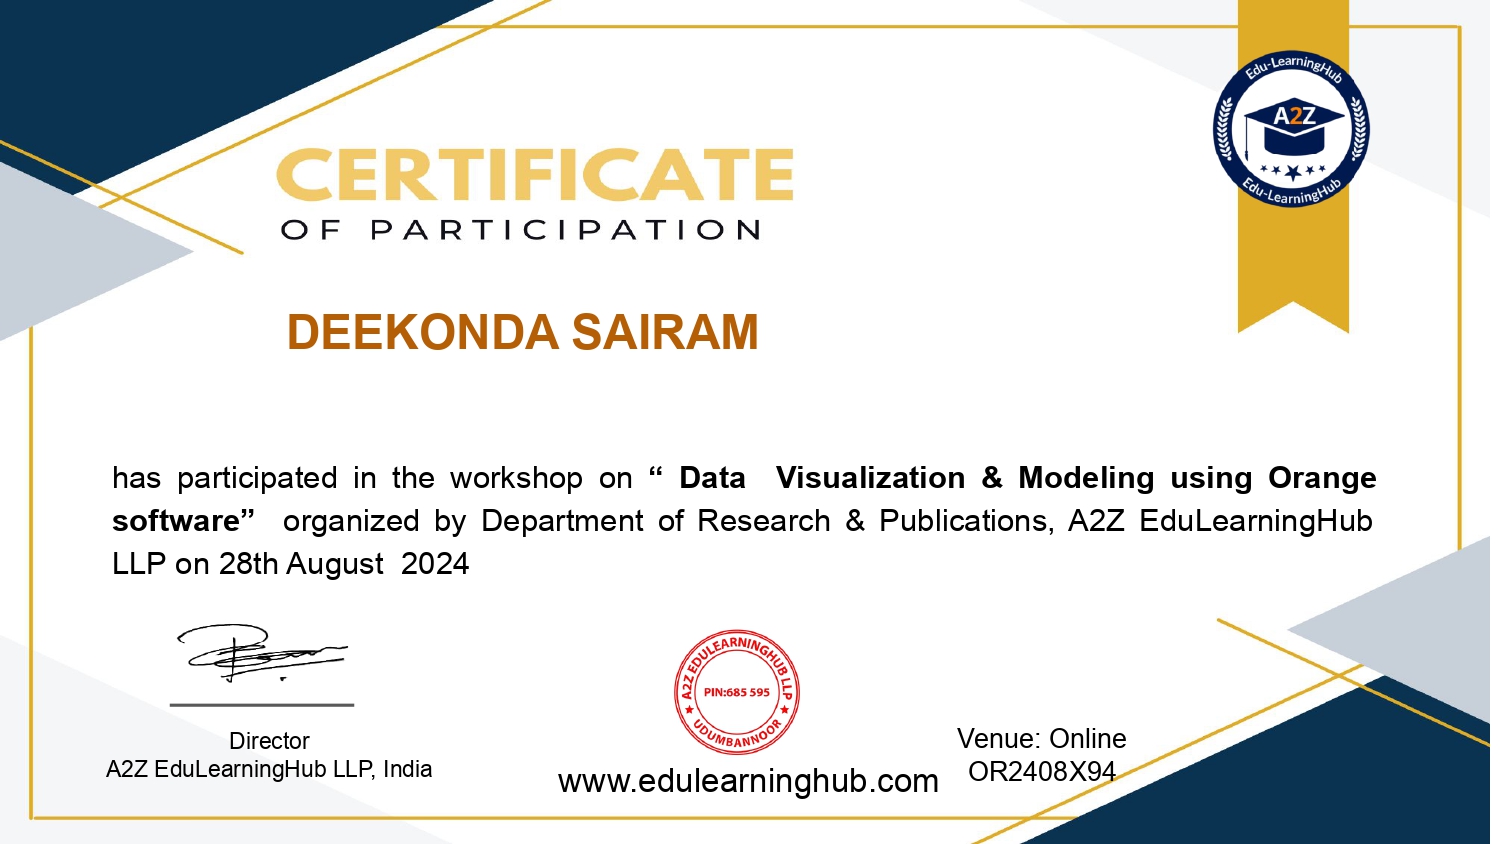 Edu-LearningHub
A2Z
Edu-LearningHub
CERTIFICATE
OF PARTICIPATION
DEEKONDA SAIRAM
has participated in the workshop on “ Data Visualization & Modeling using Orange
software” organized by Department of Research & Publications, A2Z EduLearningHub
LLP on 28th August 2024
Director
A2Z EduLearningHub LLP, India
A2Z EDULEARNINGHUB LLP
PIN:685 595
UDUMBANNOOR
www.edulearninghub.com
Venue: Online
OR2408X94